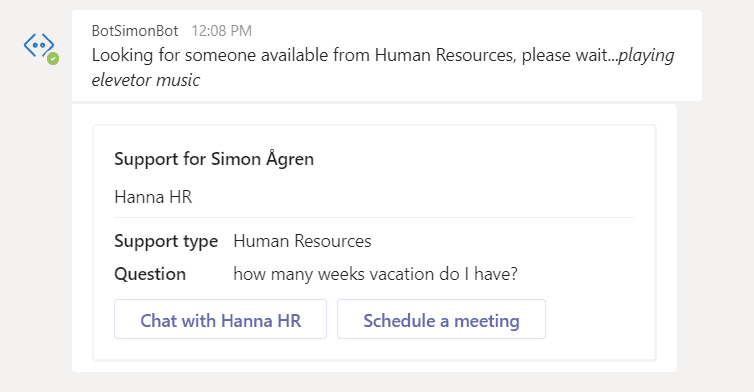 BotSimonBot 12:08 PM
Looking for someone available from Human Resources, please wait...playing
elevetor music
Support for Simon Ågren
Hanna HR
Support type Human Resources
Question how many weeks vacation do I have?
Chat with Hanna HR Schedule a meeting